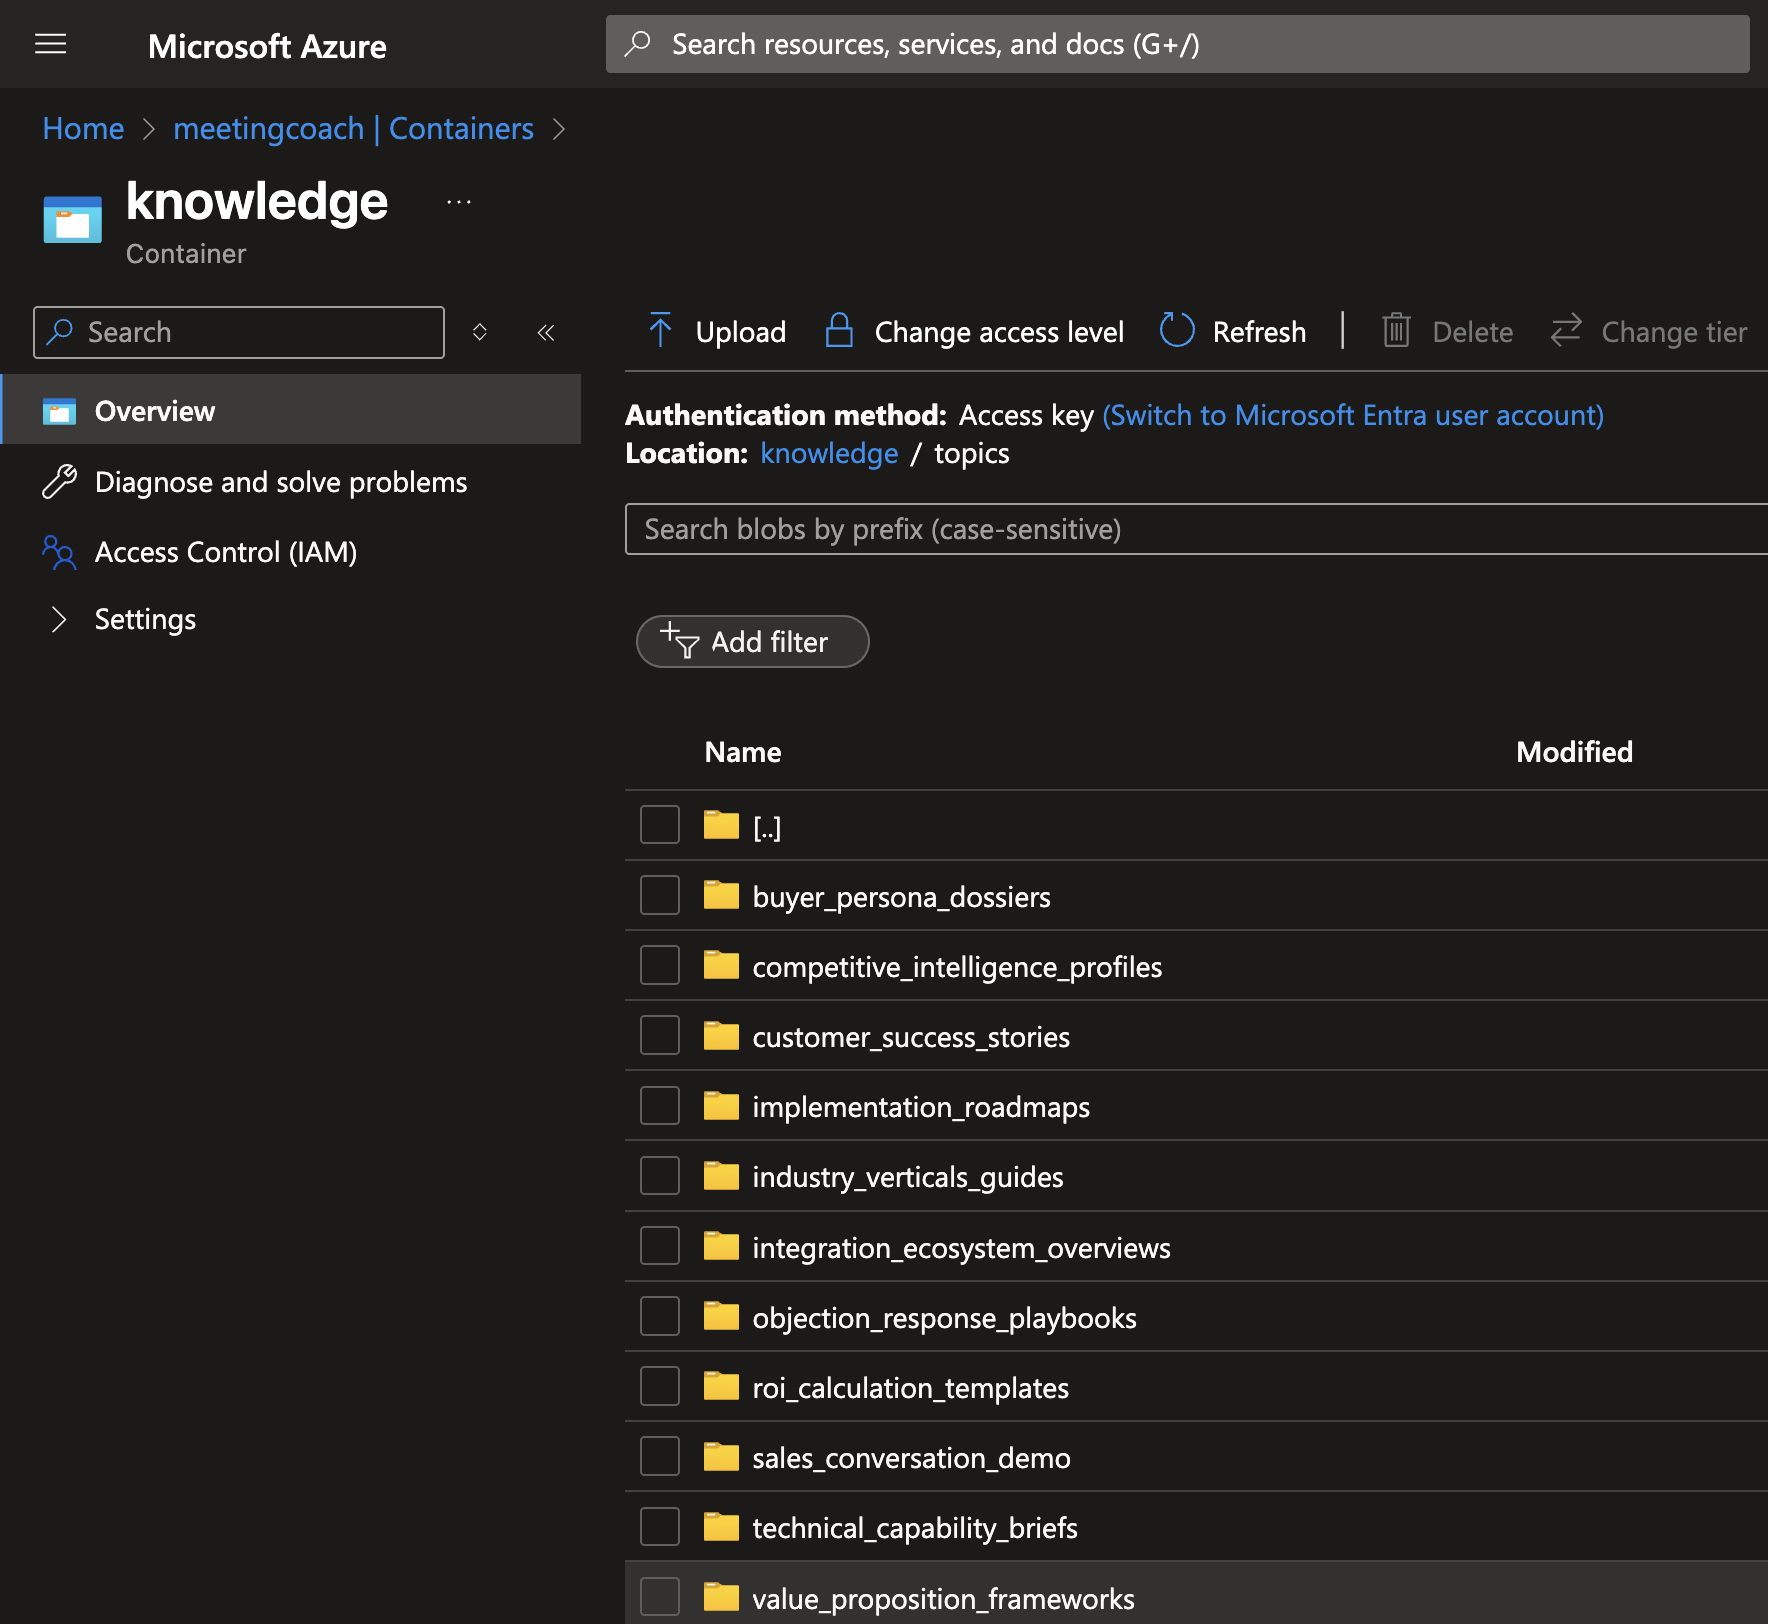 Microsoft Azure
Search resources, services, and docs (G+/)
Home > meetingcoach | Containers >
knowledge ...
Container
Search
Upload Change access level Refresh | Delete Change tier
Overview
Diagnose and solve problems
Access Control (IAM)
Settings
Authentication method: Access key (Switch to Microsoft Entra user account)
Location: knowledge / topics
Search blobs by prefix (case-sensitive)
Add filter
Name Modified
[..]
buyer_persona_dossiers
competitive_intelligence_profiles
customer_success_stories
implementation_roadmaps
industry_verticals_guides
integration_ecosystem_overviews
objection_response_playbooks
roi_calculation_templates
sales_conversation_demo
technical_capability_briefs
value_proposition_frameworks